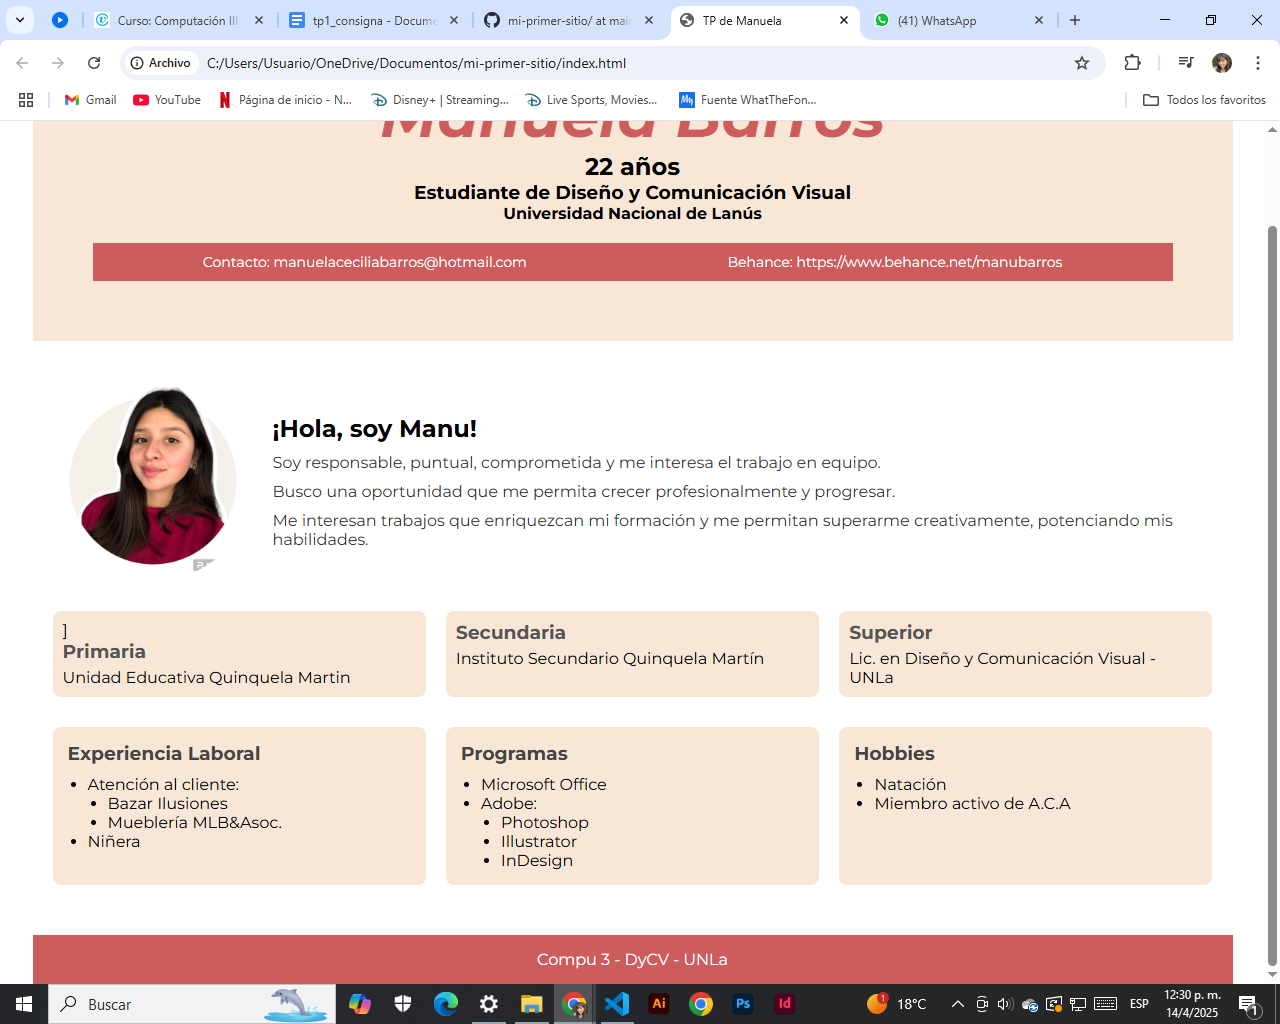 Curso: Computación III
tp1_consigna - Docume
mi-primer-sitio/ at mai
TP de Manuela
(41) WhatsApp
Archivo
C:/Users/Usuario/OneDrive/Documentos/mi-primer-sitio/index.html
Gmail
YouTube
Página de inicio - N...
Disney+ | Streaming...
Live Sports, Movies...
Fuente WhatTheFon...
Todos los favoritos
Manuela Barros
22 años
Estudiante de Diseño y Comunicación Visual
Universidad Nacional de Lanús
Contacto: manuelaceciliabarros@hotmail.com
Behance: https://www.behance.net/manubarros
¡Hola, soy Manu!
Soy responsable, puntual, comprometida y me interesa el trabajo en equipo.
Busco una oportunidad que me permita crecer profesionalmente y progresar.
Me interesan trabajos que enriquezcan mi formación y me permitan superarme creativamente, potenciando mis
habilidades.
]
Primaria
Unidad Educativa Quinquela Martin
Secundaria
Instituto Secundario Quinquela Martín
Superior
Lic. en Diseño y Comunicación Visual -
UNLa
Experiencia Laboral
• Atención al cliente:
• Bazar Ilusiones
• Mueblería MLB&Asoc.
• Niñera
Programas
• Microsoft Office
• Adobe:
• Photoshop
• Illustrator
• InDesign
Hobbies
• Natación
• Miembro activo de A.C.A
Compu 3 - DyCV - UNLa
Buscar
Ai
Ps
Id
1
18°C
ESP
12:30 p. m.
14/4/2025
1